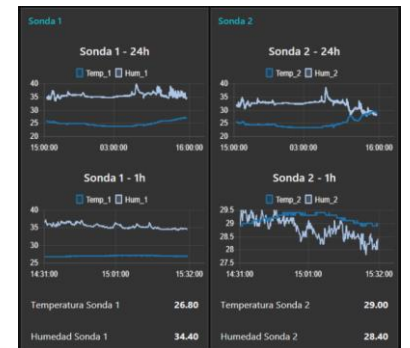 Sonda 1
Sonda 1 - 24h
Temp_1 Hum_1
40
35
30
25
20
15:00:00 03:00:00 16:00:00
Sonda 1 - 1h
Temp_1 Hum_1
40
35
30
25
14:31:00 15:01:00 15:32:00
Temperatura Sonda 1 26.80
Humedad Sonda 1 34.40
Sonda 2
Sonda 2 - 24h
Temp_2 Hum_2
40
35
30
25
20
15:00:00 03:00:00 16:00:00
Sonda 2 - 1h
Temp_2 Hum_2
29.5
29
28.5
28
27.5
14:31:00 15:01:00 15:32:00
Temperatura Sonda 2 29.00
Humedad Sonda 2 28.40